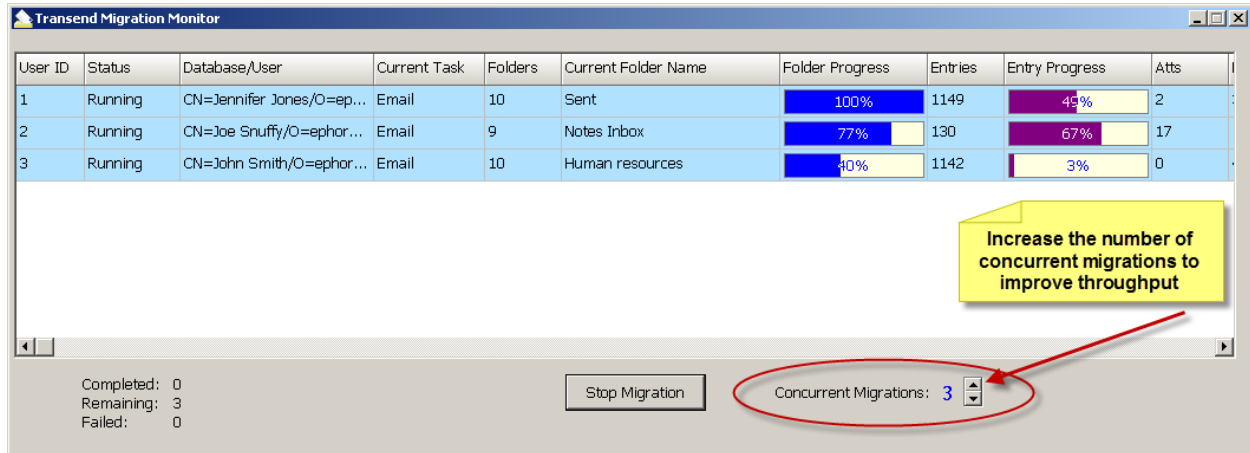 Transend Migration Monitor
User ID Status Database/User Current Task Folders Current Folder Name Folder Progress Entries Entry Progress Atts
1 Running CN=Jennifer Jones/O=ep... Email 10 Sent 100% 1149 49% 2
2 Running CN=Joe Snuffy/O=ephor... Email 9 Notes Inbox 77% 130 67% 17
3 Running CN=John Smith/O=ephor... Email 10 Human resources 40% 1142 3% 0
Increase the number of
concurrent migrations to
improve throughput
Completed: 0
Remaining: 3
Failed: 0
Stop Migration
Concurrent Migrations: 3